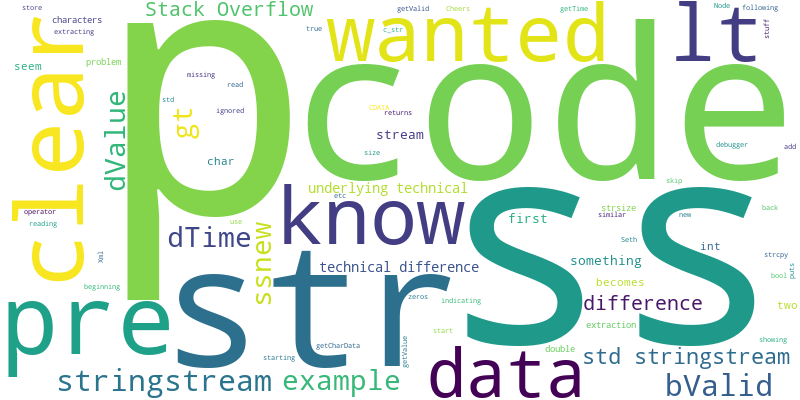 store
characters
extracting
Stack Overflow
getValid
Cheers
getTime
Node
following
true
c_str
wanted
lt
stuff
clear
p
code
seem
problem
missing
read
std
ignored
dValue
gt
CDATA
returns
stream
size
char
debugger
add
underlying technical
skip
etc
know
ss
first
strsize
similar
new
back
operator
reading
use
dTime
ssnew
Seth
int
Xml
technical difference
something
strcpy
puts
bool
beginning
str
zeros
indicating
becomes
difference
two
pre
start
extraction
getCharData
getValue
starting
double
std stringstream
showing
stringstream
example
data
bValid